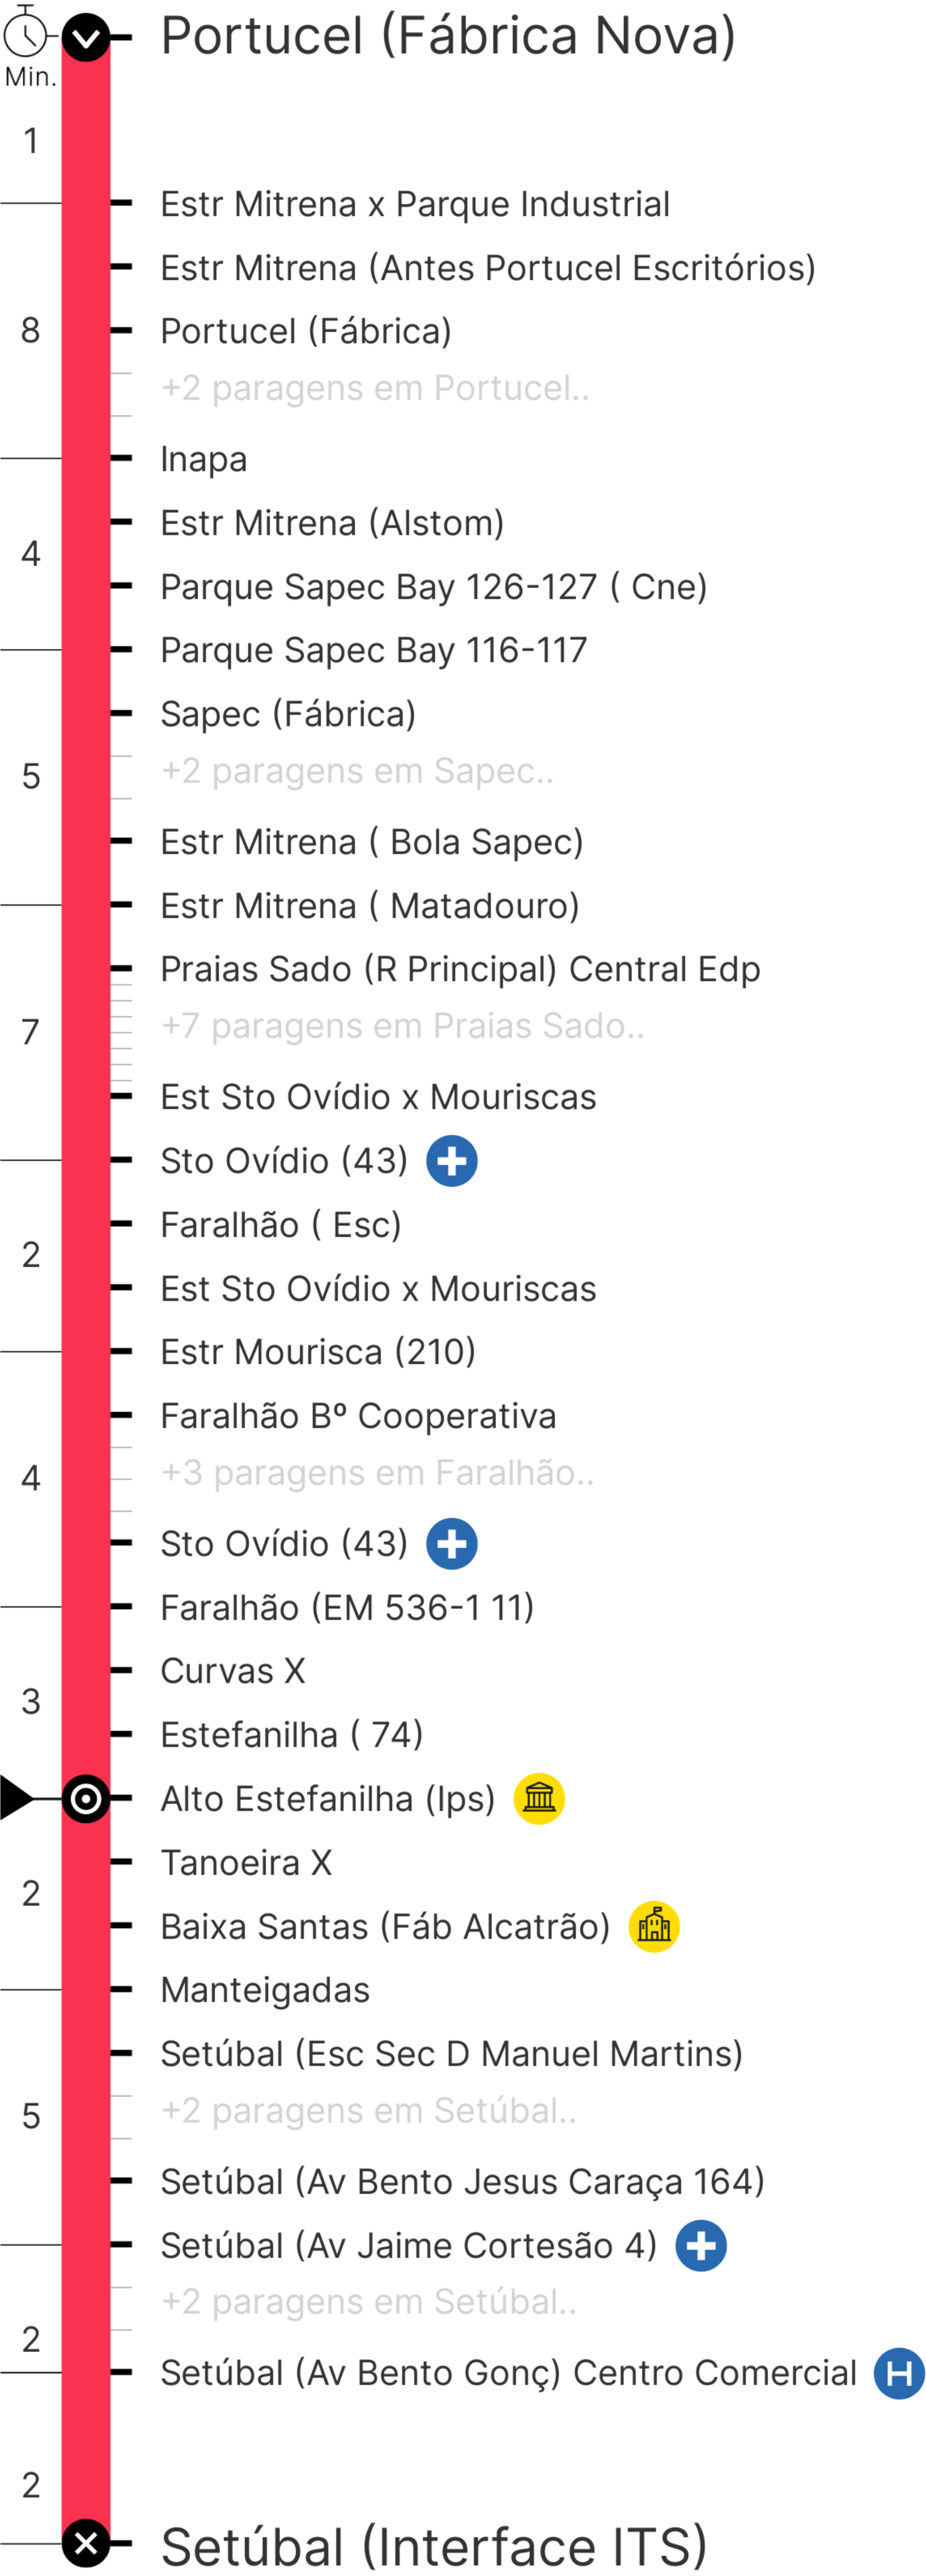 Portucel (Fábrica Nova)
Min.
1
Estr Mitrena x Parque Industrial
Estr Mitrena (Antes Portucel Escritórios)
8
Portucel (Fábrica)
+2 paragens em Portucel..
Inapa
Estr Mitrena (Alstom)
4
Parque Sapec Bay 126-127 ( Cne)
Parque Sapec Bay 116-117
Sapec (Fábrica)
5
+2 paragens em Sapec..
Estr Mitrena ( Bola Sapec)
Estr Mitrena ( Matadouro)
Praias Sado (R Principal) Central Edp
7
+7 paragens em Praias Sado..
Est Sto Ovídio x Mouriscas
Sto Ovídio (43)
Faralhão ( Esc)
2
Est Sto Ovídio x Mouriscas
Estr Mourisca (210)
Faralhão Bº Cooperativa
4
+3 paragens em Faralhão..
Sto Ovídio (43)
Faralhão (EM 536-1 11)
Curvas X
3
Estefanilha ( 74)
Alto Estefanilha (Ips)
Tanoeira X
2
Baixa Santas (Fáb Alcatrão)
Manteigadas
Setúbal (Esc Sec D Manuel Martins)
5
+2 paragens em Setúbal..
Setúbal (Av Bento Jesus Caraça 164)
Setúbal (Av Jaime Cortesão 4)
+2 paragens em Setúbal..
2
Setúbal (Av Bento Gonç) Centro Comercial H
2
Setúbal (Interface ITS)